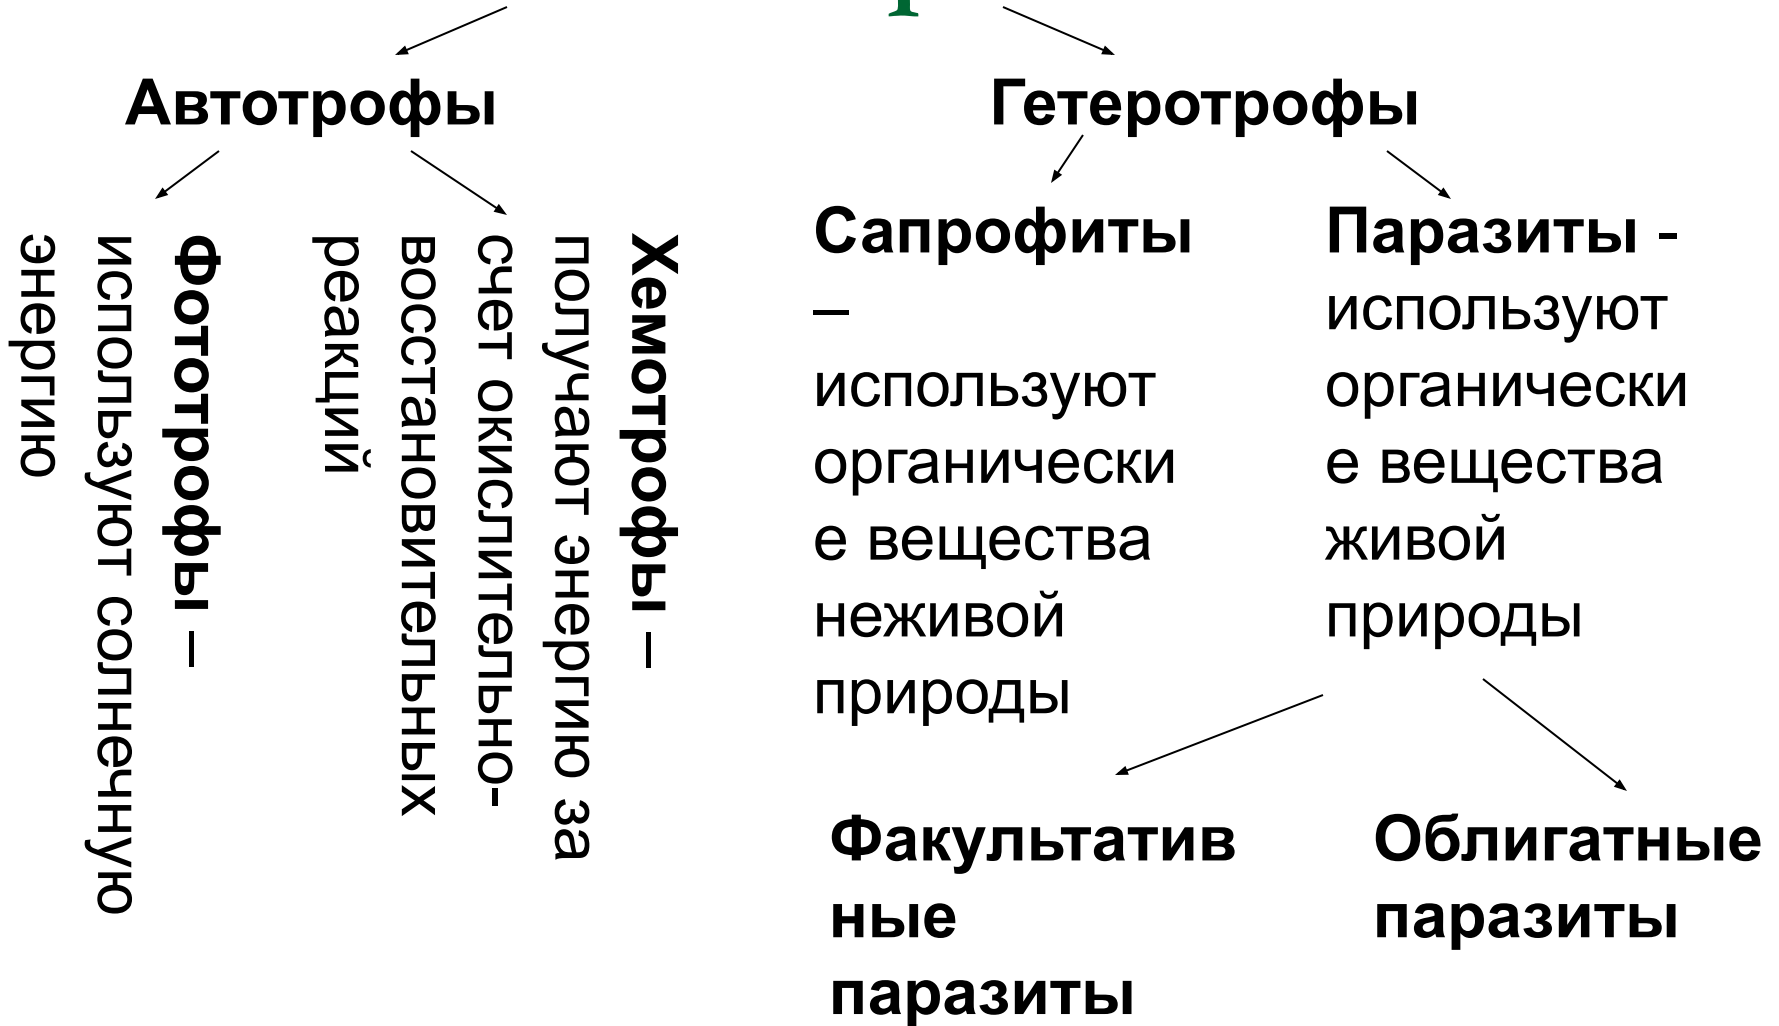 Автотрофы
Гетеротрофы
Фототрофы –
используют солнечную
энергию
Хемотрофы –
получают энергию за
счет окислительно-
восстановительных
реакций
Сапрофиты
–
используют
органически
е вещества
неживой
природы
Паразиты -
используют
органически
е вещества
живой
природы
Факультатив
ные
паразиты
Облигатные
паразиты